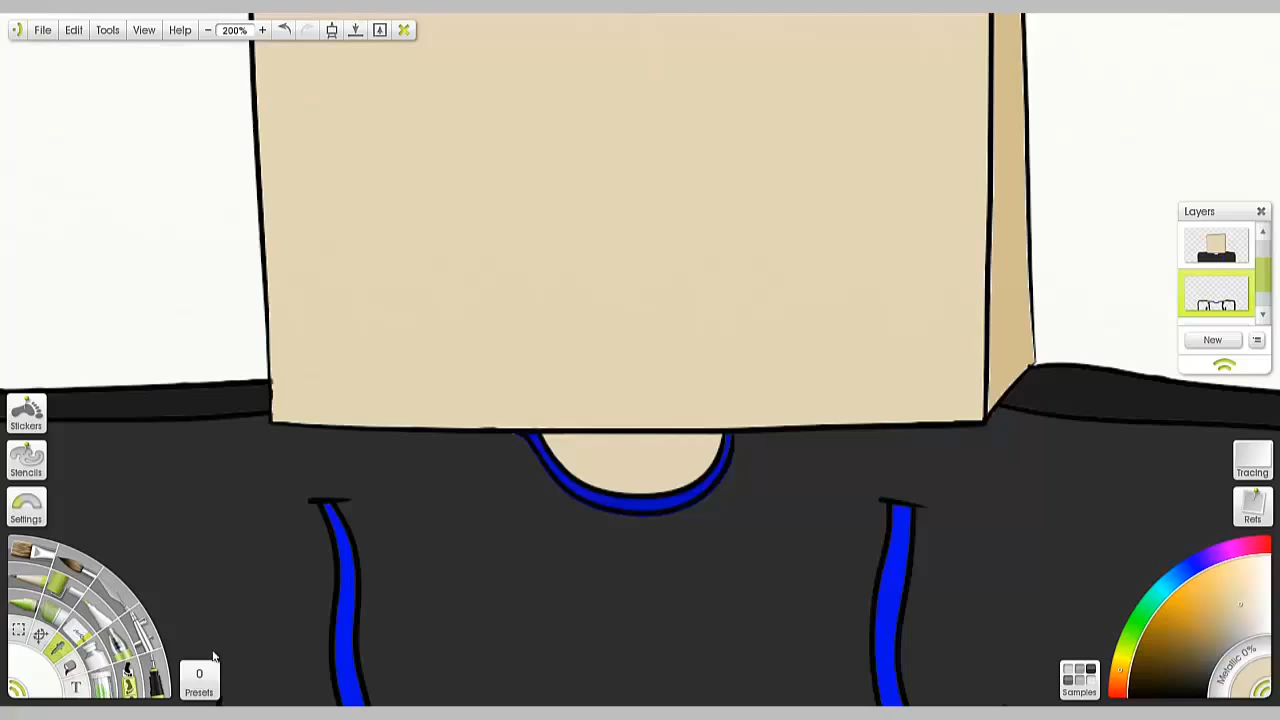 File Edit Tools View Help − 200% +
Layers
New
Stickers
Stencils
Settings
Tracing
Refs
Metallic 0%
0
Presets
Samples
T